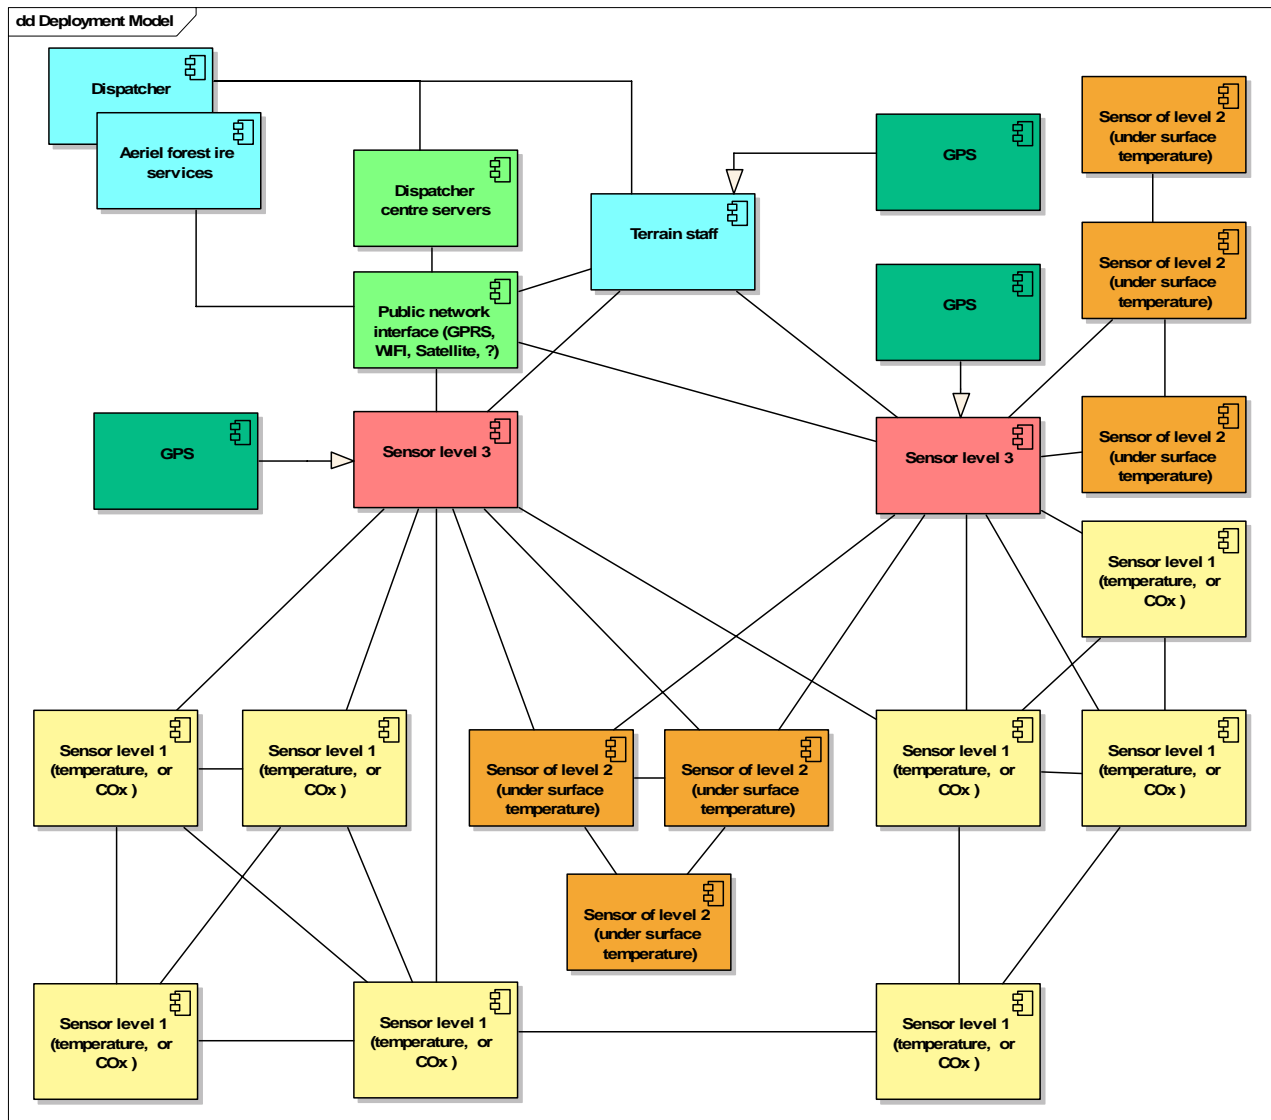 dd Deployment Model
Dispatcher
Aeriel forest ire
services
Dispatcher
centre servers
Terrain staff
GPS
Sensor of level 2
(under surface
temperature)
Public network
interface (GPRS,
WIFI, Satellite, ?)
GPS
Sensor of level 2
(under surface
temperature)
GPS
Sensor level 3
Sensor level 3
Sensor of level 2
(under surface
temperature)
Sensor level 1
(temperature, or
COx )
Sensor level 1
(temperature, or
COx )
Sensor level 1
(temperature, or
COx )
Sensor of level 2
(under surface
temperature)
Sensor of level 2
(under surface
temperature)
Sensor level 1
(temperature, or
COx )
Sensor level 1
(temperature, or
COx )
Sensor of level 2
(under surface
temperature)
Sensor level 1
(temperature, or
COx )
Sensor level 1
(temperature, or
COx )
Sensor level 1
(temperature, or
COx )